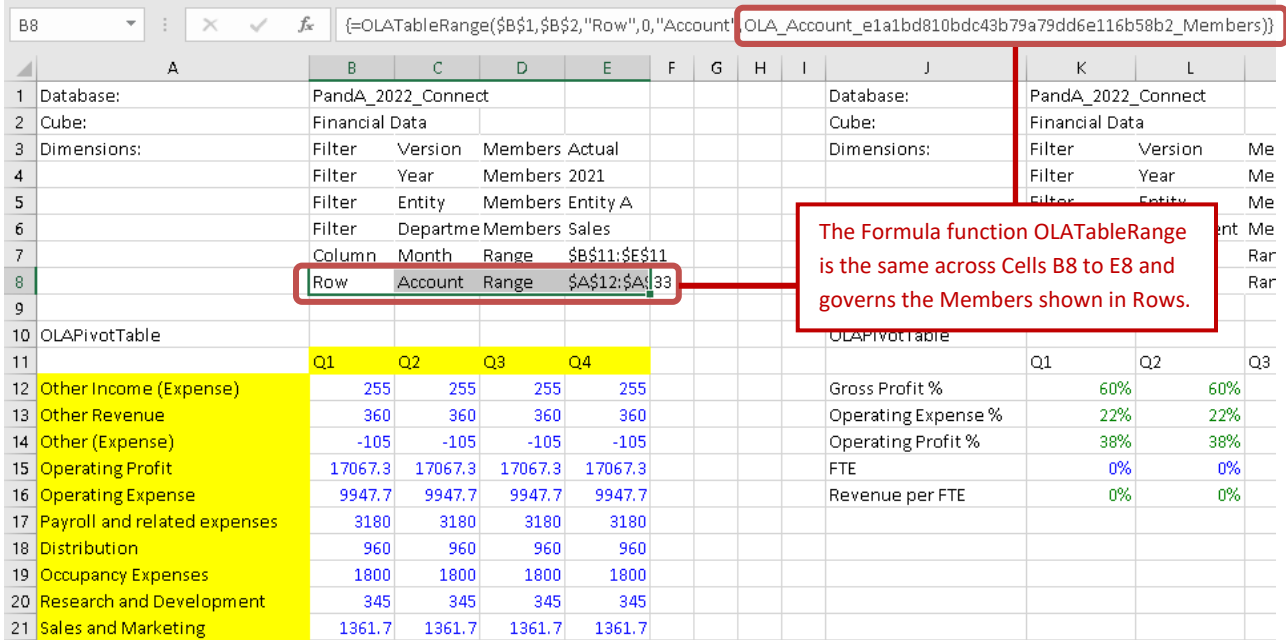 B8 fx {=OLATableRange($B$1,$B$2,"Row",0,"Account",OLA_Account_e1a1bd810bdc43b79a79dd6e116b58b2_Members)}
A B C D E F G H I J K L
1 Database: PandA_2022_Connect Database: PandA_2022_Connect
2 Cube: Financial Data Cube: Financial Data
3 Dimensions: Filter Version Members Actual Dimensions: Filter Version Me
4 Filter Year Members 2021 Filter Year Me
5 Filter Entity Members Entity A Filter Entity Me
6 Filter Departme Members Sales ent Me
7 Column Month Range $B$11:$E$11 Ran
8 Row Account Range $A$12:$A$33 Ran
The Formula function OLATableRange
is the same across Cells B8 to E8 and
governs the Members shown in Rows.
9
10 OLAPivotTable OLAPivotTable
11 Q1 Q2 Q3 Q4 Q1 Q2 Q3
12 Other Income (Expense) 255 255 255 255 Gross Profit % 60% 60%
13 Other Revenue 360 360 360 360 Operating Expense % 22% 22%
14 Other (Expense) -105 -105 -105 -105 Operating Profit % 38% 38%
15 Operating Profit 17067.3 17067.3 17067.3 17067.3 FTE 0% 0%
16 Operating Expense 9947.7 9947.7 9947.7 9947.7 Revenue per FTE 0% 0%
17 Payroll and related expenses 3180 3180 3180 3180
18 Distribution 960 960 960 960
19 Occupancy Expenses 1800 1800 1800 1800
20 Research and Development 345 345 345 345
21 Sales and Marketing 1361.7 1361.7 1361.7 1361.7